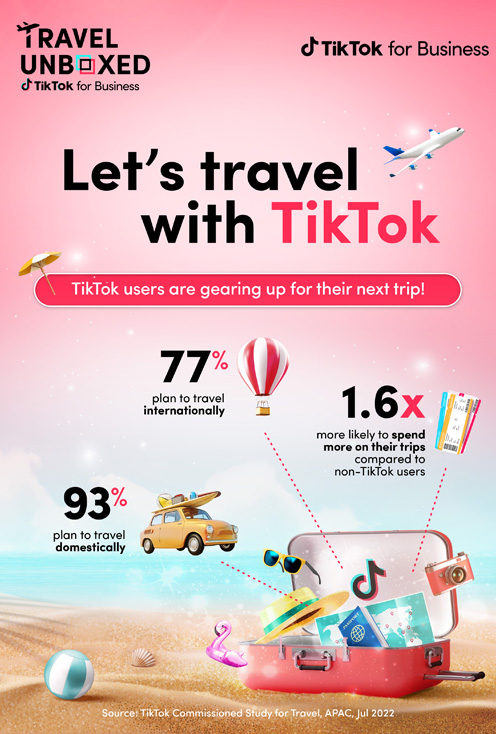 TRAVEL
UNBOXED
TikTok for Business
TikTok for Business
Let's travel
with TikTok
TikTok users are gearing up for their next trip!
77%
plan to travel
internationally
1.6x
more likely to spend
more on their trips
compared to
non-TikTok users
93%
plan to travel
domestically
PASSPORT
Source: TikTok Commissioned Study for Travel, APAC, Jul 2022